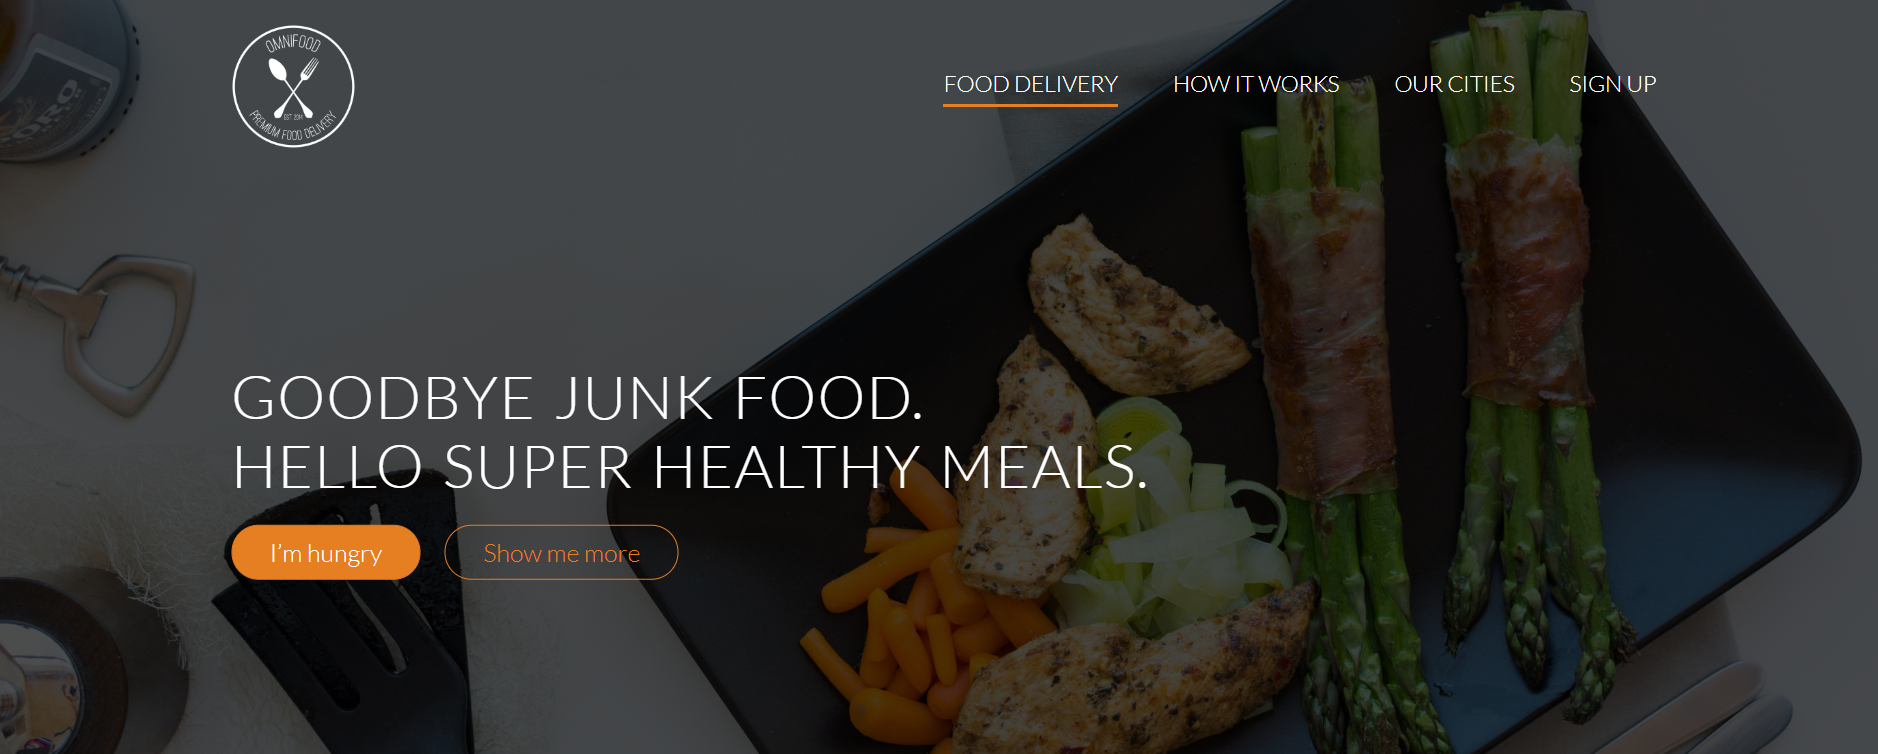 OMNIFOOD
EST. 2014
PREMIUM FOOD DELIVERY
FOOD DELIVERY
HOW IT WORKS
OUR CITIES
SIGN UP
GOODBYE JUNK FOOD.
HELLO SUPER HEALTHY MEALS.
I'm hungry
Show me more